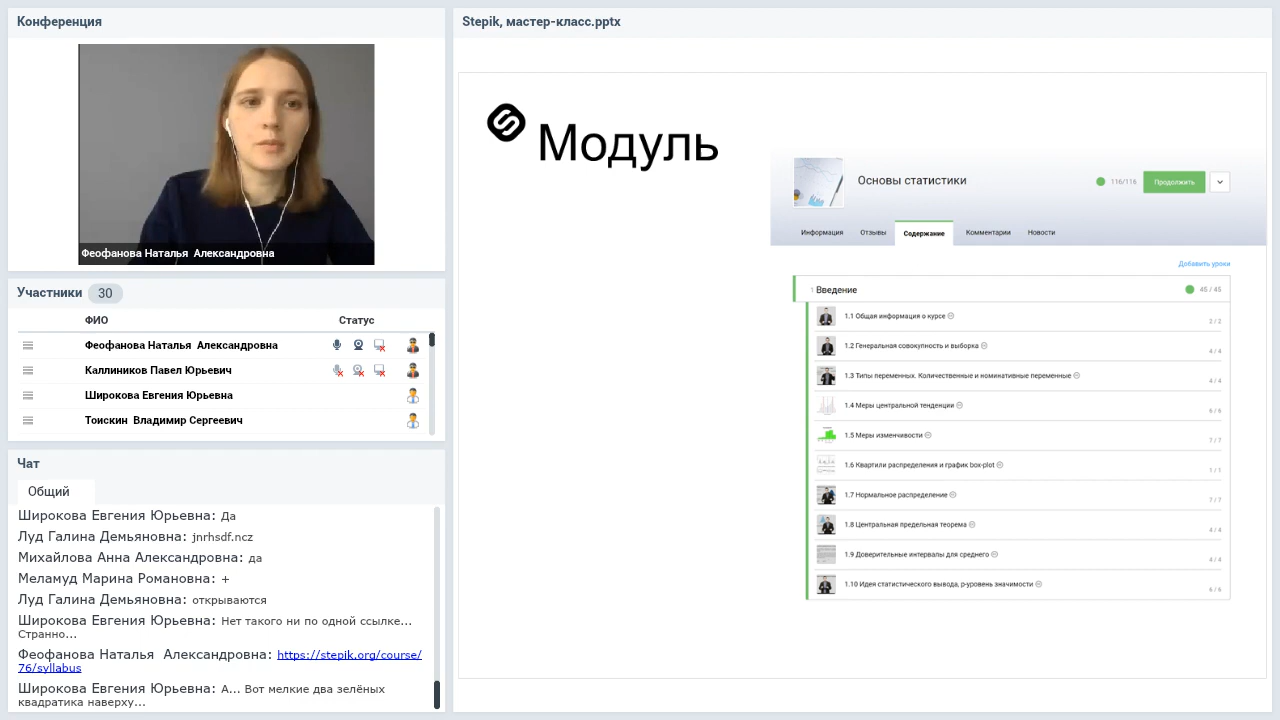 Конференция
Феофанова Наталья  Александровна
Участники 30
ФИО Статус
Феофанова Наталья  Александровна
Каллиников Павел Юрьевич
Широкова Евгения Юрьевна
Тоискин  Владимир Сергеевич
Чат
Общий
Широкова Евгения Юрьевна: Да
Луд Галина Демьяновна: jnrhsdf.ncz
Михайлова Анна Александровна: да
Меламуд Марина Романовна: +
Луд Галина Демьяновна: открываются
Широкова Евгения Юрьевна: Нет такого ни по одной ссылке...
Странно...
Феофанова Наталья  Александровна: https://stepik.org/course/
76/syllabus
Широкова Евгения Юрьевна: А... Вот мелкие два зелёных
квадратика наверху...
Stepik, мастер-класс.pptx
Модуль
Основы статистики
116/116 Продолжить
Информация Отзывы Содержание Комментарии Новости
Добавить уроки
1 Введение 45 / 45
1.1 Общая информация о курсе 2 / 2
1.2 Генеральная совокупность и выборка 4 / 4
1.3 Типы переменных. Количественные и номинативные переменные 4 / 4
1.4 Меры центральной тенденции 6 / 6
1.5 Меры изменчивости 7 / 7
1.6 Квартили распределения и график box-plot 1 / 1
1.7 Нормальное распределение 7 / 7
1.8 Центральная предельная теорема 4 / 4
1.9 Доверительные интервалы для среднего 4 / 4
1.10 Идея статистического вывода, p-уровень значимости 6 / 6